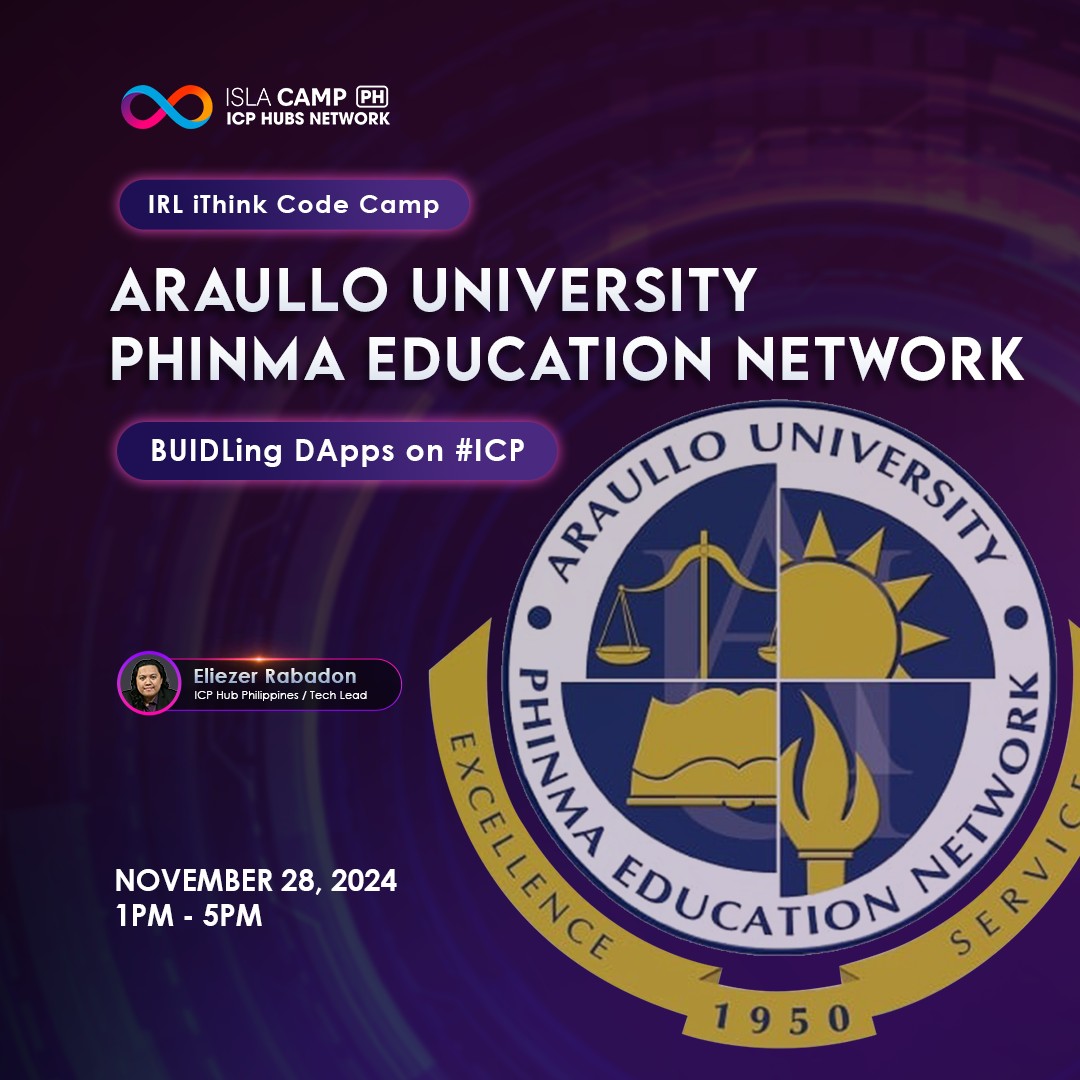 ISLA CAMP PH
ICP HUBS NETWORK
IRL iThink Code Camp
ARAULLO UNIVERSITY
PHINMA EDUCATION NETWORK
BUIDLing DApps on #ICP
ARAULLO UNIVERSITY
PHINMA EDUCATION NETWORK
AU
Eliezer Rabadon
ICP Hub Philippines / Tech Lead
EXCELLENCE
SERVICE
1950
NOVEMBER 28, 2024
1PM - 5PM